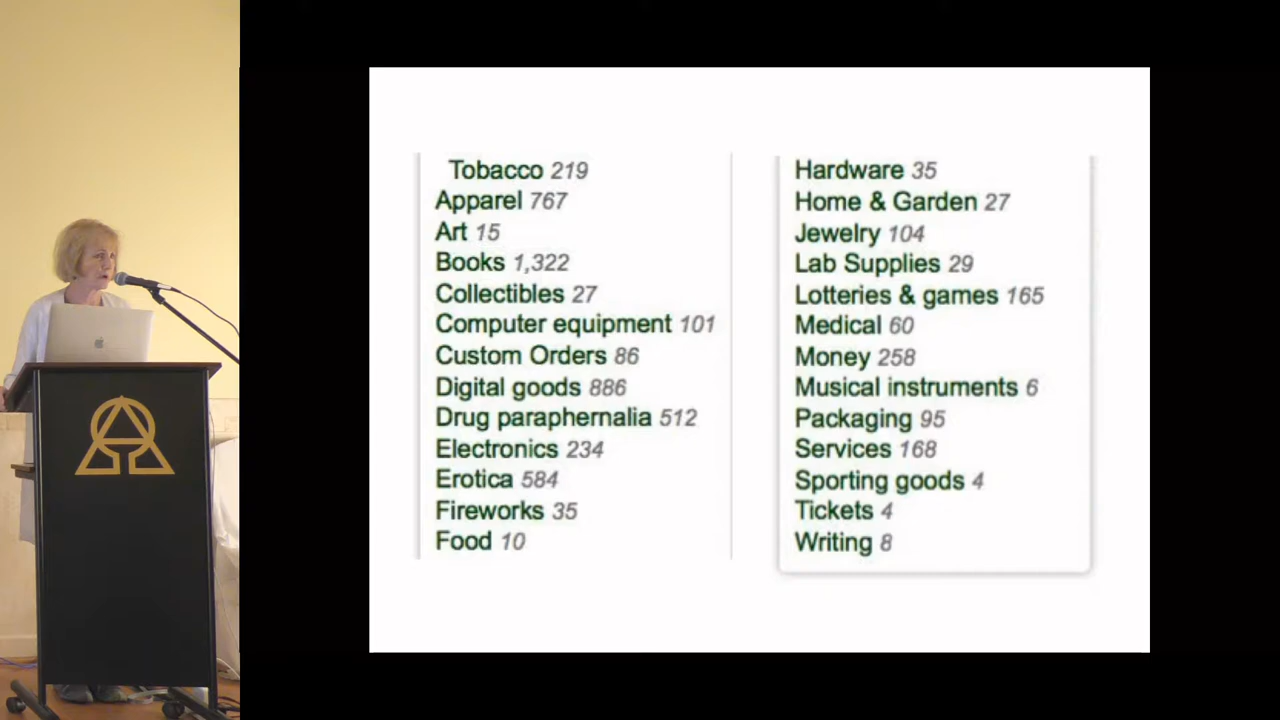 Tobacco 219
Apparel 767
Art 15
Books 1,322
Collectibles 27
Computer equipment 101
Custom Orders 86
Digital goods 886
Drug paraphernalia 512
Electronics 234
Erotica 584
Fireworks 35
Food 10
Hardware 35
Home & Garden 27
Jewelry 104
Lab Supplies 29
Lotteries & games 165
Medical 60
Money 258
Musical instruments 6
Packaging 95
Services 168
Sporting goods 4
Tickets 4
Writing 8